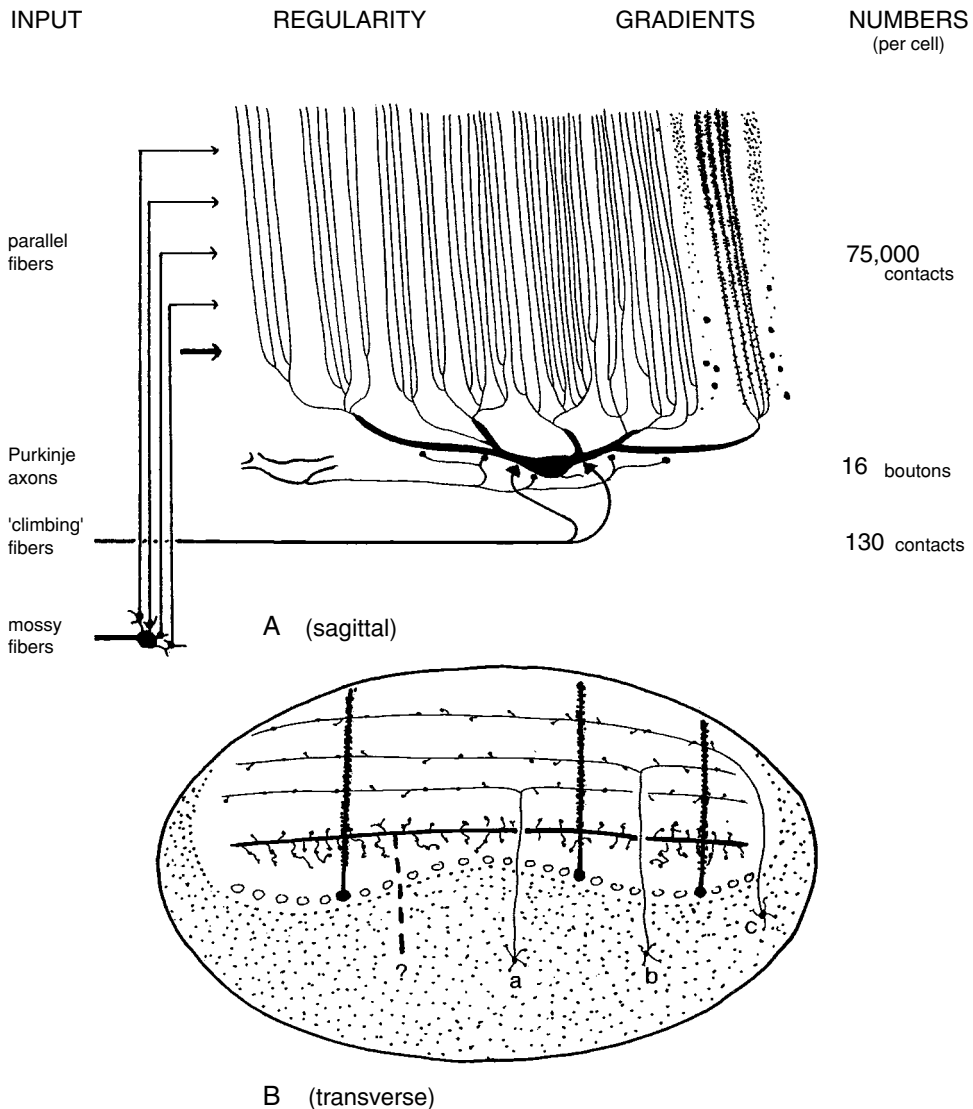 INPUT REGULARITY GRADIENTS NUMBERS
(per cell)
parallel
fibers
75,000
contacts
Purkinje
axons
16 boutons
'climbing'
fibers
130 contacts
mossy
fibers
A (sagittal)
?
a
b
c
B (transverse)